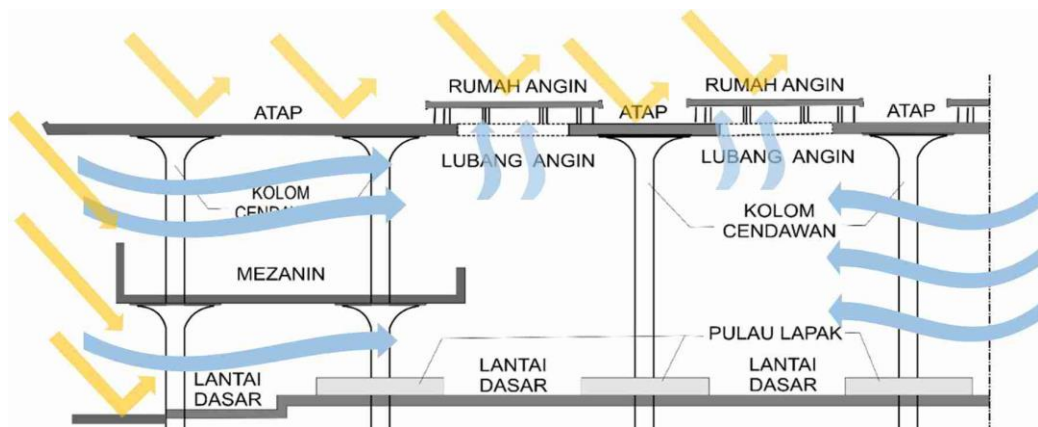 RUMAH ANGIN
RUMAH ANGIN
ATAP
ATAP
ATAP
LUBANG ANGIN
LUBANG ANGIN
KOLOM
KOLOM
CENDAWAN
MEZANIN
PULAU LAPAK
LANTAI
DASAR
LANTAI
DASAR
LANTAI
DASAR